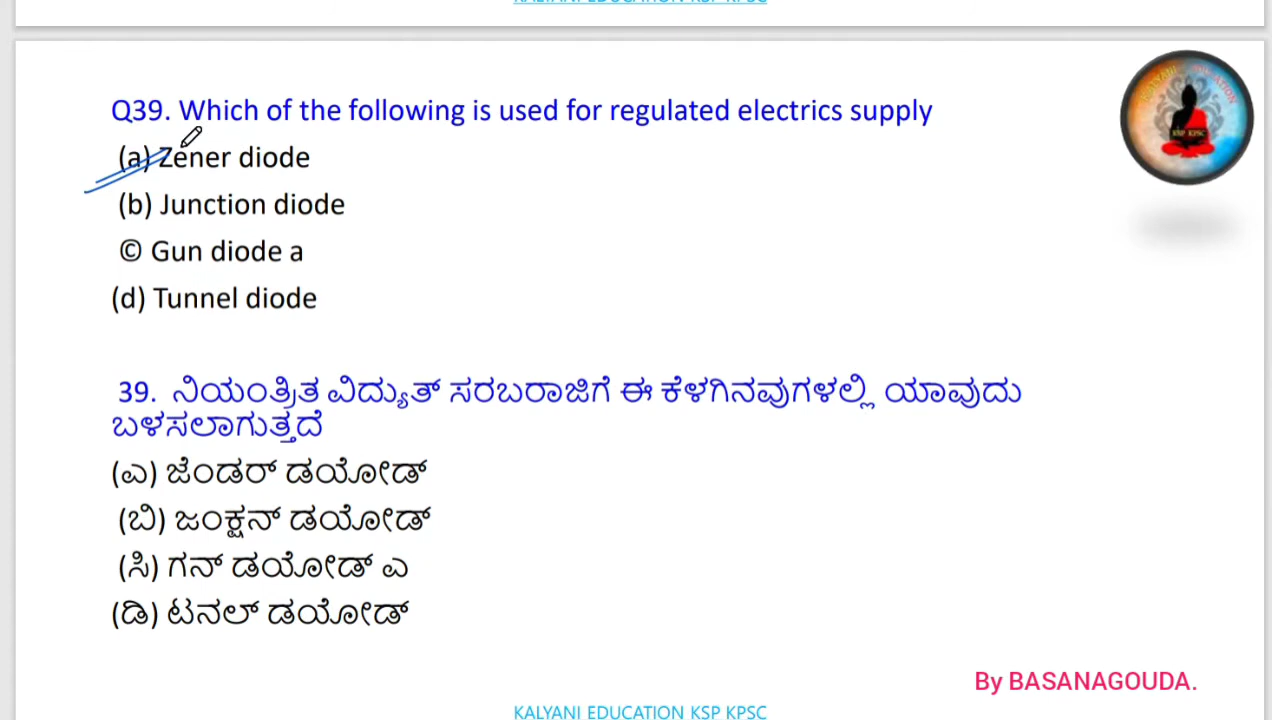 KALYANI EDUCATION KSP KPSC
Q39. Which of the following is used for regulated electrics supply
(a) Zener diode
(b) Junction diode
© Gun diode a
(d) Tunnel diode
39. ನಿಯಂತ್ರಿತ ವಿದ್ಯುತ್ ಸರಬರಾಜಿಗೆ ಈ ಕೆಳಗಿನವುಗಳಲ್ಲಿ ಯಾವುದು
ಬಳಸಲಾಗುತ್ತದೆ
(ಎ) ಜೆಂಡರ್ ಡಯೋಡ್
(ಬಿ) ಜಂಕ್ಷನ್ ಡಯೋಡ್
(ಸಿ) ಗನ್ ಡಯೋಡ್ ಎ
(ಡಿ) ಟನಲ್ ಡಯೋಡ್
KSP KPSC
By BASANAGOUDA.
KALYANI EDUCATION KSP KPSC